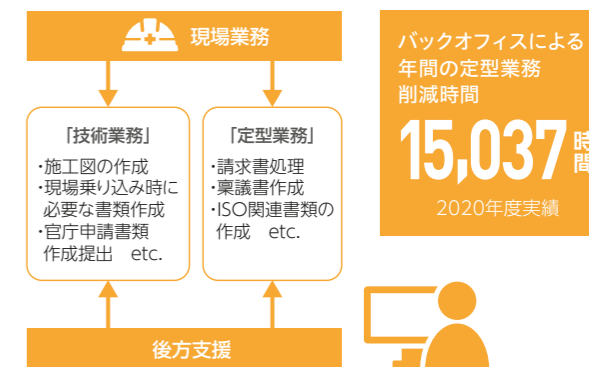 現場業務
「技術業務」
・施工図の作成
・現場乗り込み時に
必要な書類作成
・官庁申請書類
作成提出 etc.
「定型業務」
・請求書処理
・稟議書作成
・ISO関連書類の
作成 etc.
後方支援
バックオフィスによる
年間の定型業務
削減時間
15,037時間
2020年度実績